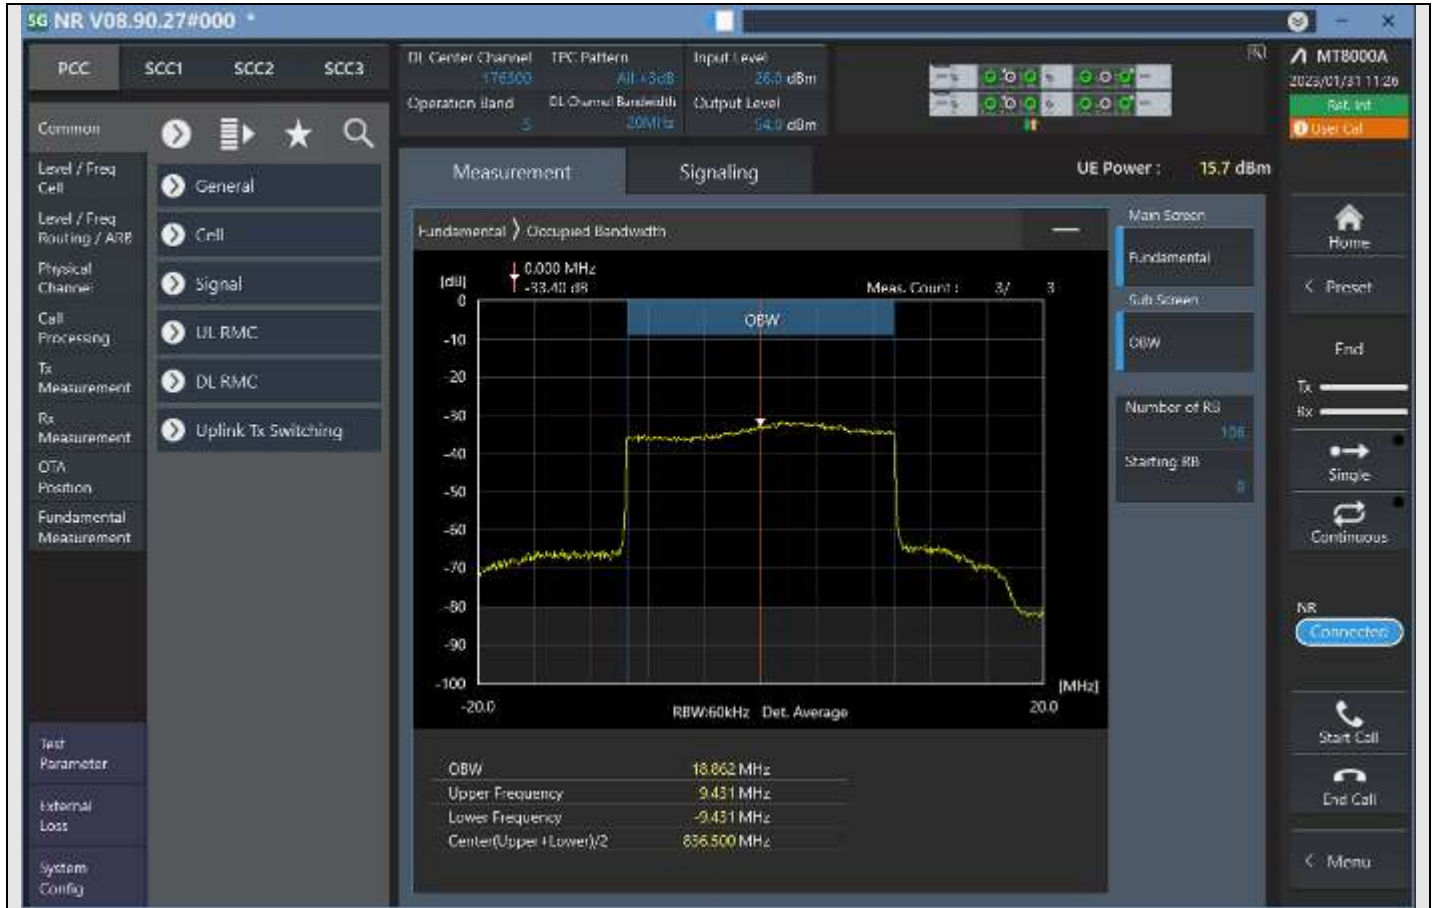 SG NR V08.90.27#000 *
PCC SCC1 SCC2 SCC3
DL Center Channel 176300
TPC Pattern All +3dB
Input Level 26.0 dBm
Operation Band 5
DL Channel Bandwidth 20MHz
Output Level -54.0 dBm
MT8000A
2023/01/31 11:26
Ref. Int
User Cal
Common
Level / Freq
Cell
Level / Freq
Routing / ARB
Physical
Channel
Call
Processing
Tx
Measurement
Rx
Measurement
OTA
Position
Fundamental
Measurement
Test
Parameter
External
Loss
System
Config
General
Cell
Signal
UL RMC
DL RMC
Uplink Tx Switching
Measurement Signaling
UE Power : 15.7 dBm
Fundamental > Occupied Bandwidth
[dB]
0.000 MHz
-33.40 dB
Meas. Count : 3/ 3
OBW
0
-10
-20
-30
-40
-50
-60
-70
-80
-90
-100
-20.0
20.0
[MHz]
RBW:60kHz Det. Average
OBW 18.862 MHz
Upper Frequency 9.431 MHz
Lower Frequency -9.431 MHz
Center(Upper+Lower)/2 836.500 MHz
Main Screen
Fundamental
Sub Screen
OBW
Number of RB
106
Starting RB
0
Home
< Preset
End
Tx
Rx
Single
Continuous
NR
Connected
Start Call
End Call
< Menu